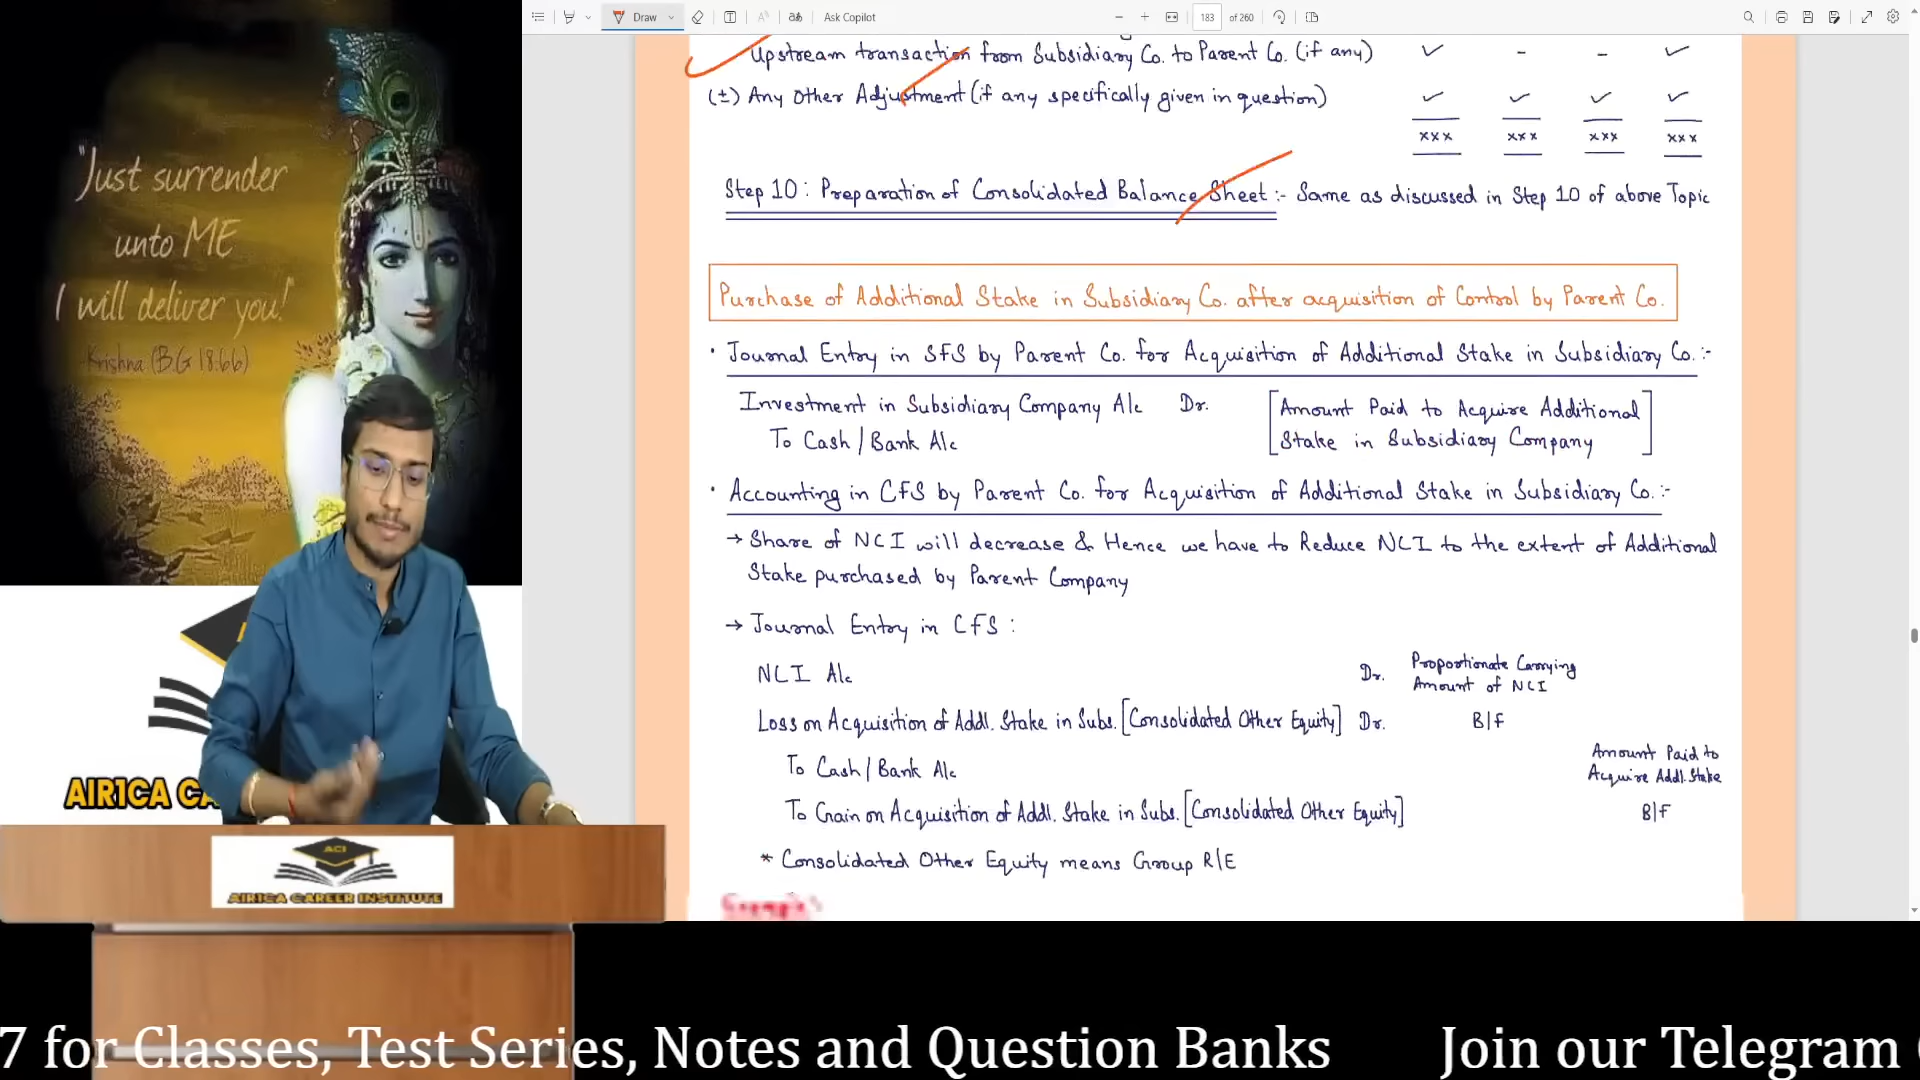 "Just surrender
unto ME
I will deliver you!"
-Krishna (B.G 18:66)
AIR1CA CA
ACI
AIR1CA CAREER INSTITUTE
Draw
Ask Copilot
183 of 260
Upstream transaction from Subsidiary Co. to Parent Co. (if any) ✓ - - ✓
(±) Any Other Adjustment (if any specifically given in question) ✓ ✓ ✓ ✓
xxx xxx xxx xxx
Step 10: Preparation of Consolidated Balance Sheet :- Same as discussed in Step 10 of above Topic
Purchase of Additional Stake in Subsidiary Co. after acquisition of Control by Parent Co.
· Journal Entry in SFS by Parent Co. for Acquisition of Additional Stake in Subsidiary Co. :-
Investment in Subsidiary Company A/c Dr. [Amount Paid to Acquire Additional
To Cash / Bank A/c Stake in Subsidiary Company]
· Accounting in CFS by Parent Co. for Acquisition of Additional Stake in Subsidiary Co. :-
→ Share of NCI will decrease & Hence we have to Reduce NCI to the extent of Additional
Stake purchased by Parent Company
→ Journal Entry in CFS :
NCI A/c Dr. Proportionate Carrying
Amount of NCI
Loss on Acquisition of Addl. Stake in Subs. [Consolidated Other Equity] Dr. B/f
To Cash / Bank A/c Amount Paid to
Acquire Addl. Stake
To Gain on Acquisition of Addl. Stake in Subs. [Consolidated Other Equity] B/f
* Consolidated Other Equity means Group R/E
7 for Classes, Test Series, Notes and Question Banks Join our Telegram